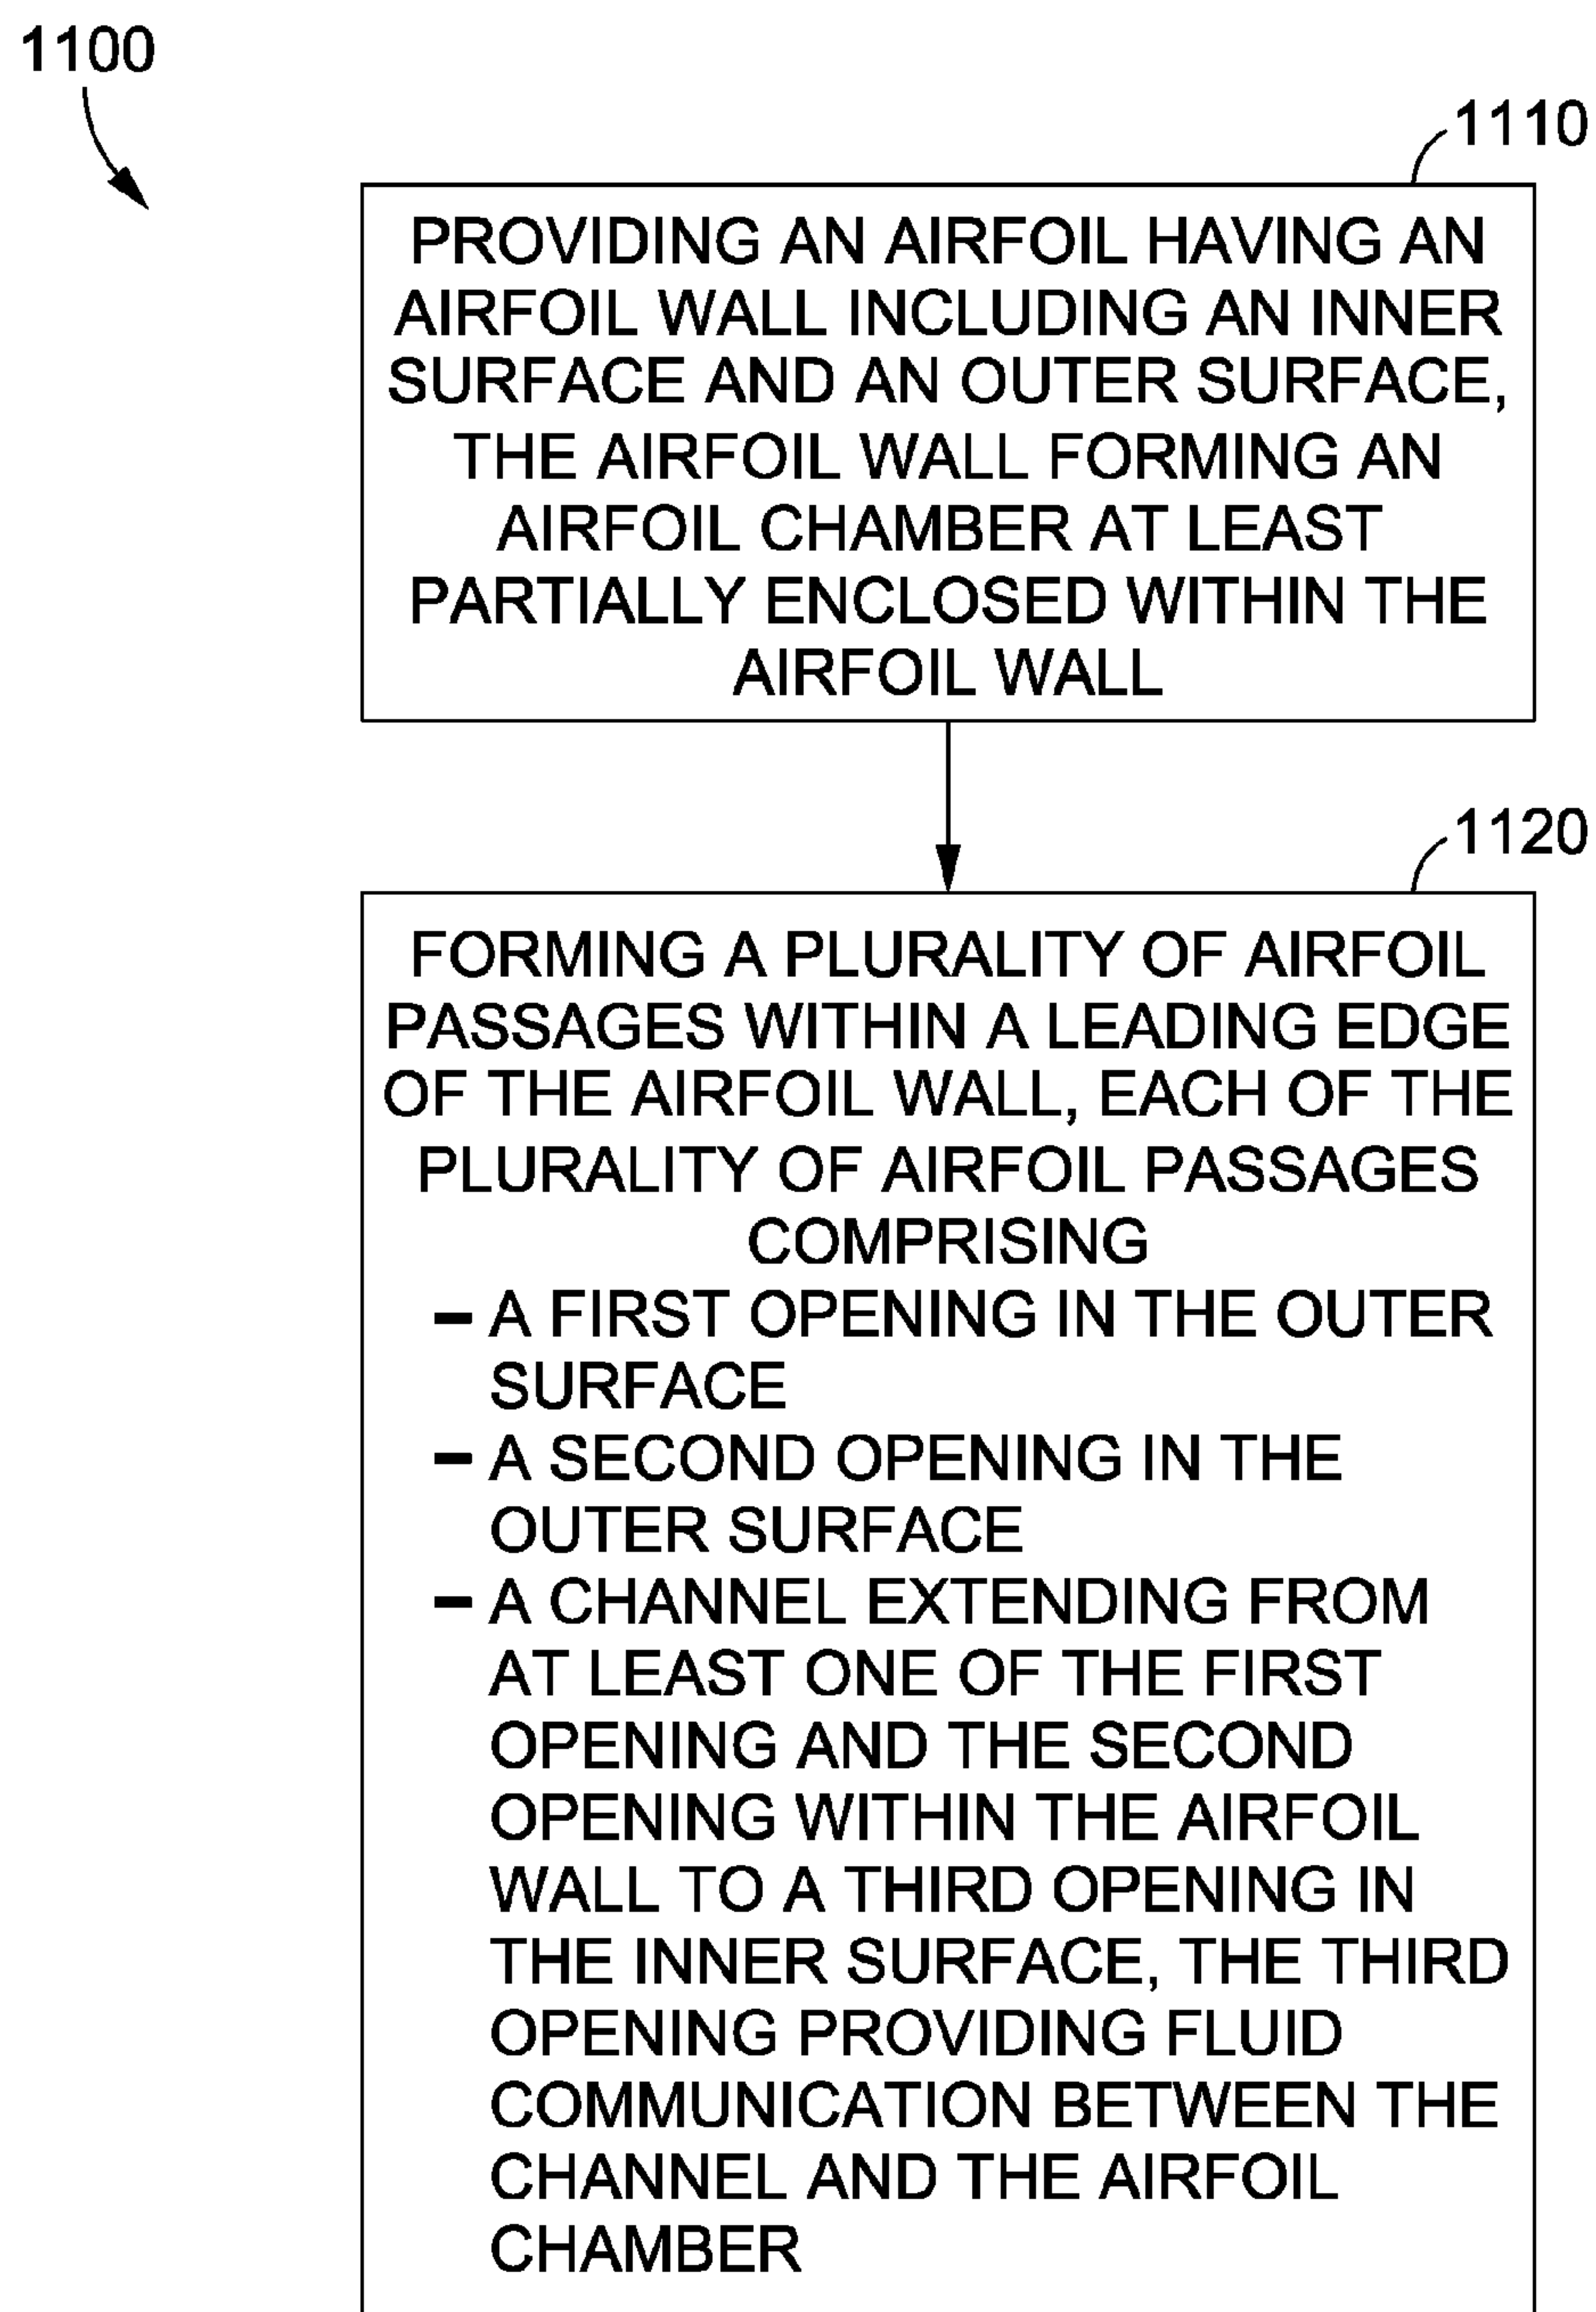 1100
1110
PROVIDING AN AIRFOIL HAVING AN
AIRFOIL WALL INCLUDING AN INNER
SURFACE AND AN OUTER SURFACE,
THE AIRFOIL WALL FORMING AN
AIRFOIL CHAMBER AT LEAST
PARTIALLY ENCLOSED WITHIN THE
AIRFOIL WALL
1120
FORMING A PLURALITY OF AIRFOIL
PASSAGES WITHIN A LEADING EDGE
OF THE AIRFOIL WALL, EACH OF THE
PLURALITY OF AIRFOIL PASSAGES
COMPRISING
– A FIRST OPENING IN THE OUTER
SURFACE
– A SECOND OPENING IN THE
OUTER SURFACE
– A CHANNEL EXTENDING FROM
AT LEAST ONE OF THE FIRST
OPENING AND THE SECOND
OPENING WITHIN THE AIRFOIL
WALL TO A THIRD OPENING IN
THE INNER SURFACE, THE THIRD
OPENING PROVIDING FLUID
COMMUNICATION BETWEEN THE
CHANNEL AND THE AIRFOIL
CHAMBER